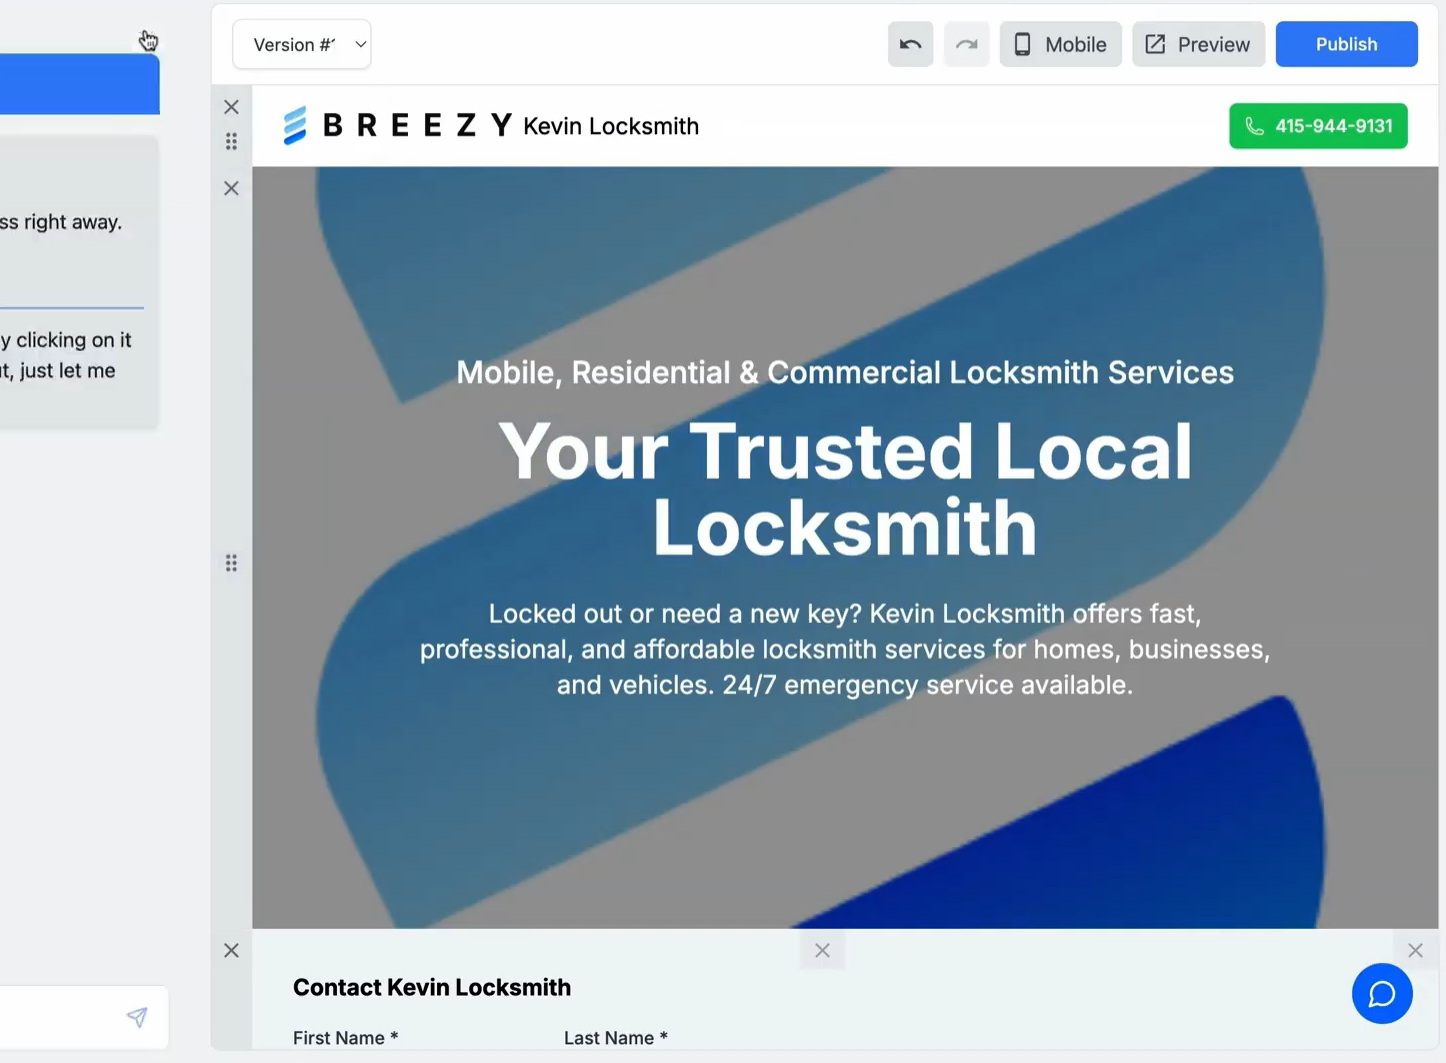 Version #
Mobile
Preview
Publish
BREEZY Kevin Locksmith
415-944-9131
ss right away.
y clicking on it
t, just let me
Mobile, Residential & Commercial Locksmith Services
Your Trusted Local
Locksmith
Locked out or need a new key? Kevin Locksmith offers fast,
professional, and affordable locksmith services for homes, businesses,
and vehicles. 24/7 emergency service available.
Contact Kevin Locksmith
First Name *
Last Name *